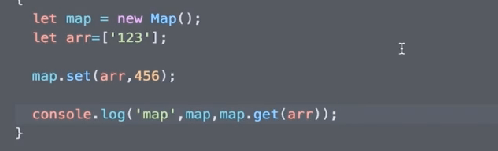 {
let map = new Map();
let arr=['123'];
map.set(arr,456);
console.log('map',map,map.get(arr));
}